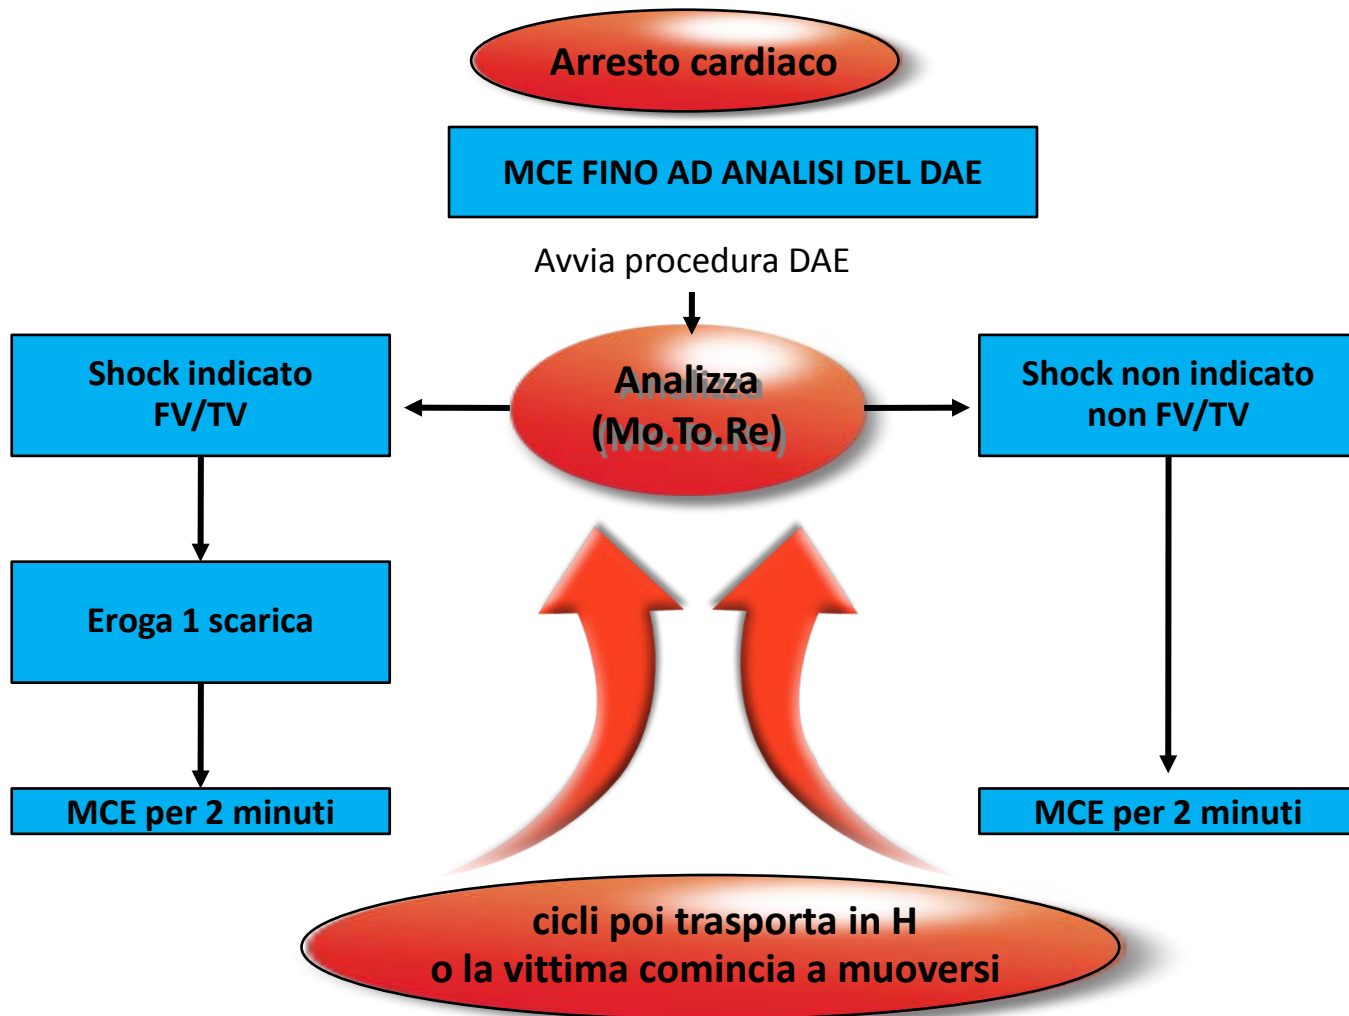 Arresto cardiaco
MCE FINO AD ANALISI DEL DAE
Avvia procedura DAE
Shock indicato
FV/TV
Analizza
(Mo.To.Re)
Shock non indicato
non FV/TV
Eroga 1 scarica
MCE per 2 minuti
MCE per 2 minuti
cicli poi trasporta in H
o la vittima comincia a muoversi